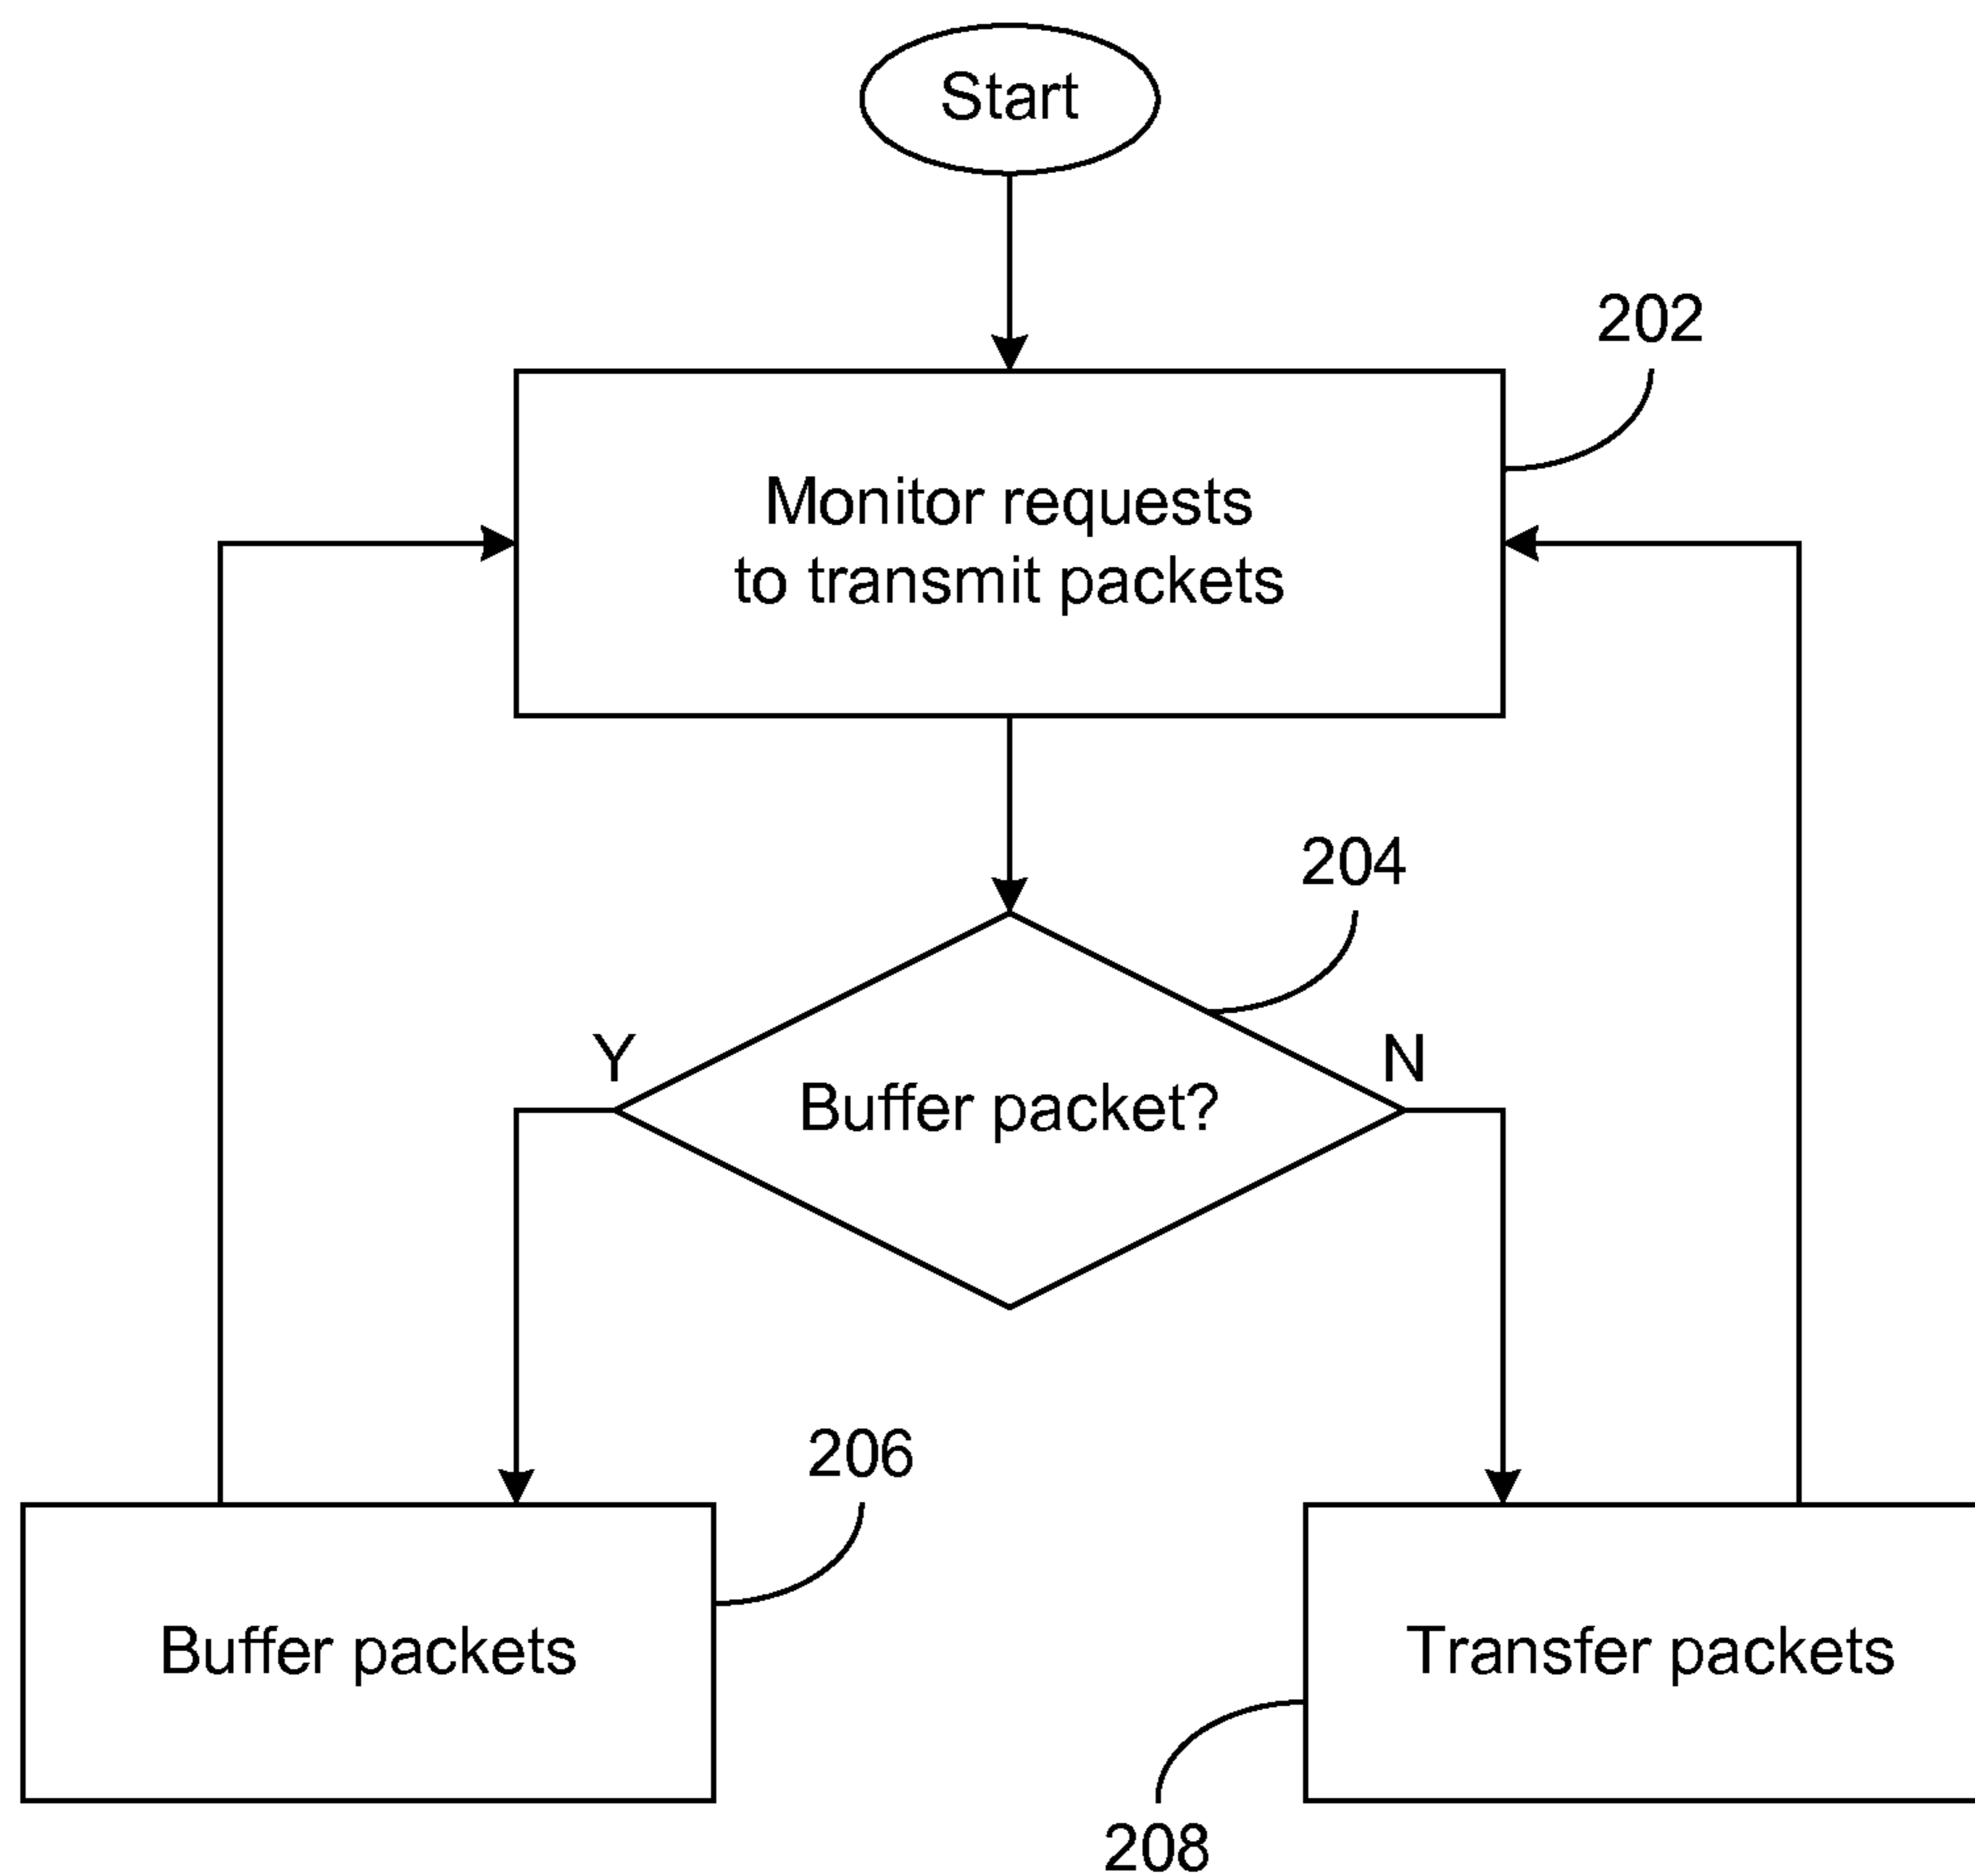 Start
202
Monitor requests
to transmit packets
204
Y
N
Buffer packet?
206
Buffer packets
Transfer packets
208